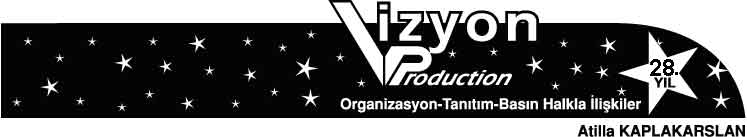 Vizyon
Production
28.
YIL
Organizasyon-Tanıtım-Basın Halkla İlişkiler
Atilla KAPLAKARSLAN